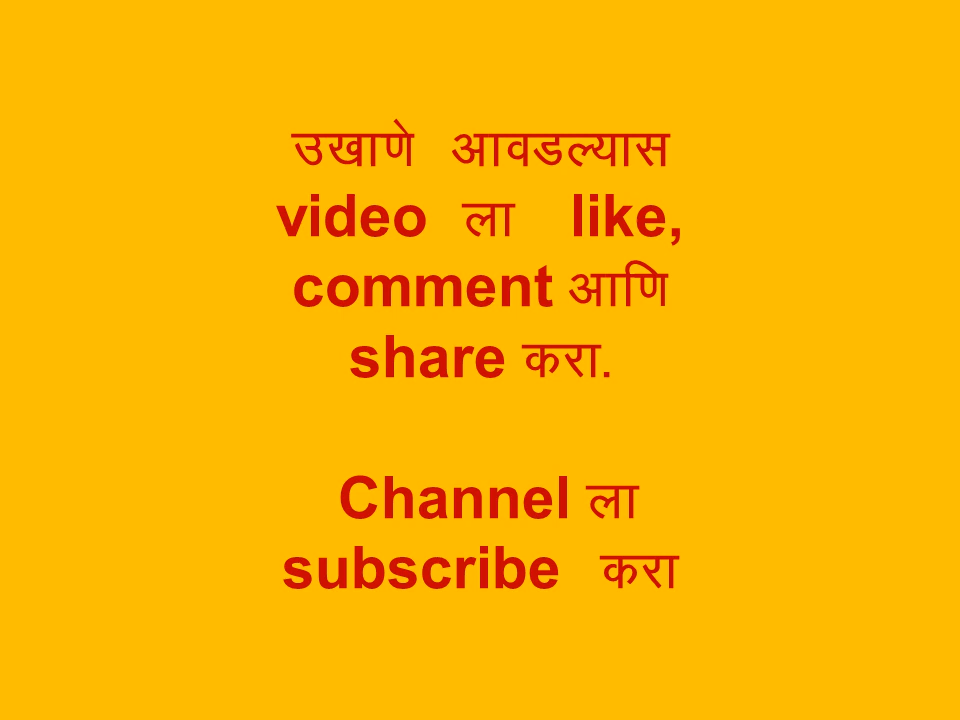 उखाणे आवडल्यास
video ला like,
comment आणि
share करा.
Channel ला
subscribe करा